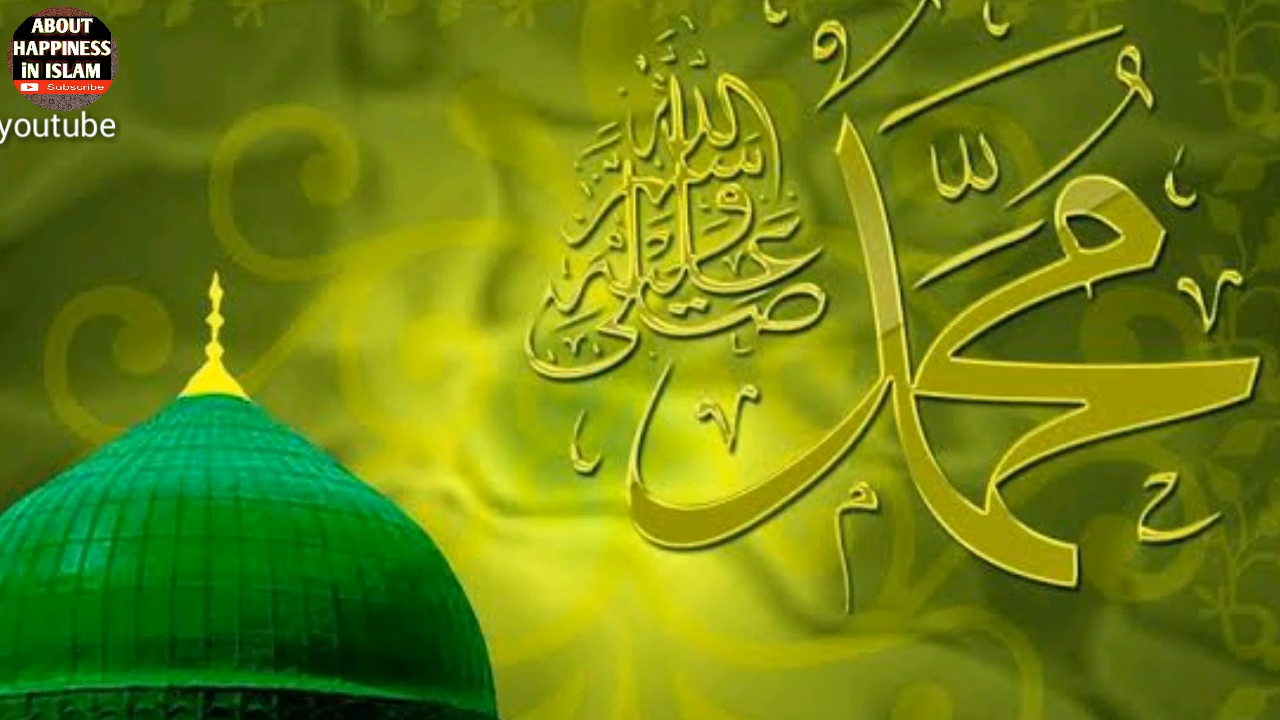 ABOUT
HAPPINESS
iN ISLAM
Subscribe
youtube
محمد
صلى الله عليه وسلم